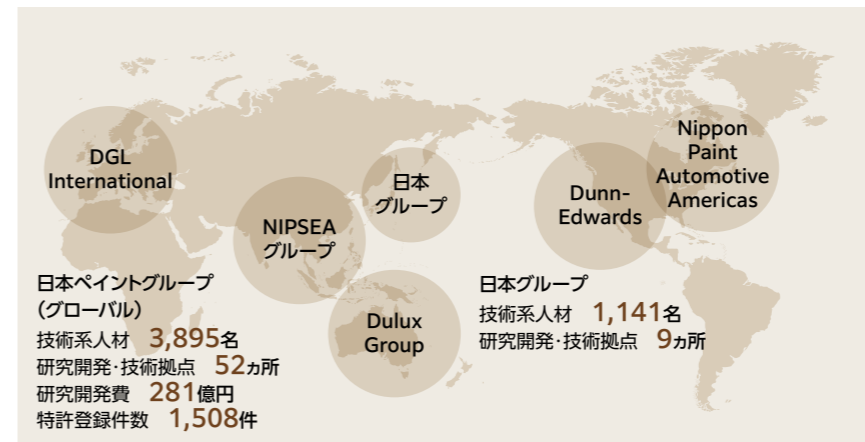 DGL
International
NIPSEA
グループ
日本
グループ
Dulux
Group
Dunn-
Edwards
Nippon
Paint
Automotive
Americas
日本ペイントグループ
（グローバル）
技術系人材 3,895名
研究開発・技術拠点 52ヵ所
研究開発費 281億円
特許登録件数 1,508件
日本グループ
技術系人材 1,141名
研究開発・技術拠点 9ヵ所